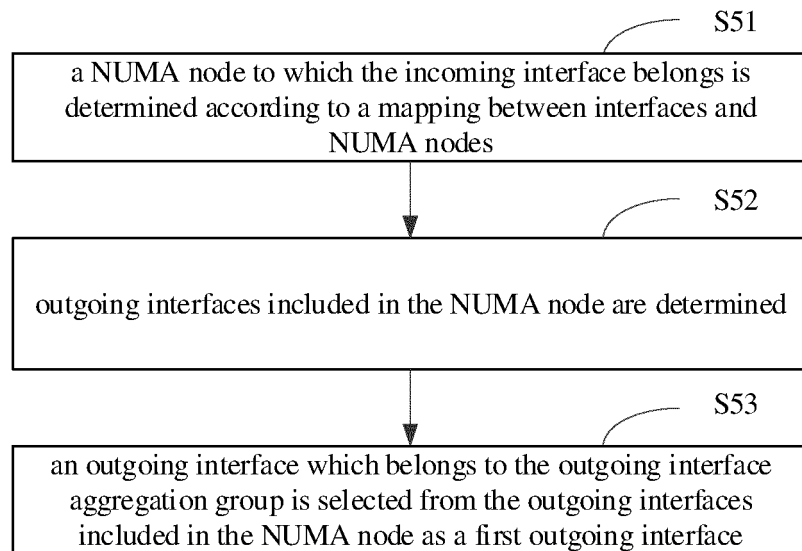 S51
a NUMA node to which the incoming interface belongs is
determined according to a mapping between interfaces and
NUMA nodes
S52
outgoing interfaces included in the NUMA node are determined
S53
an outgoing interface which belongs to the outgoing interface
aggregation group is selected from the outgoing interfaces
included in the NUMA node as a first outgoing interface